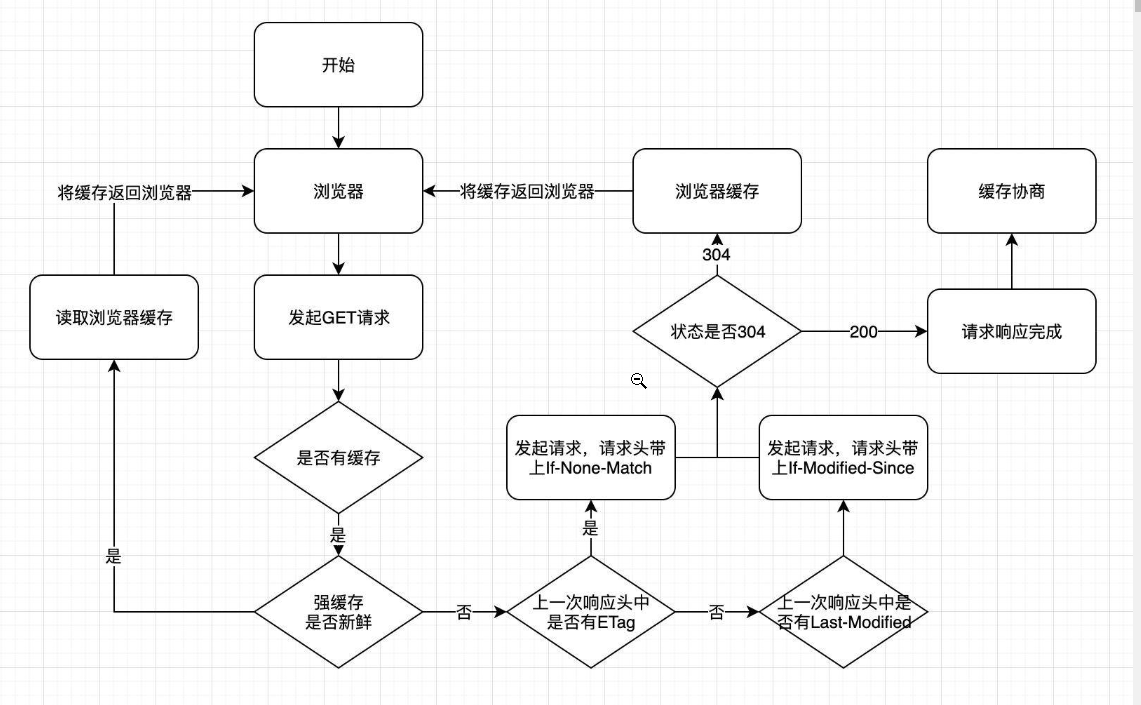 开始
将缓存返回浏览器
浏览器
将缓存返回浏览器
浏览器缓存
缓存协商
304
读取浏览器缓存
发起GET请求
状态是否304
200
请求响应完成
是否有缓存
发起请求，请求头带
上If-None-Match
发起请求，请求头带
上If-Modified-Since
是
是
是
强缓存
是否新鲜
否
上一次响应头中
是否有ETag
否
上一次响应头中是
否有Last-Modified